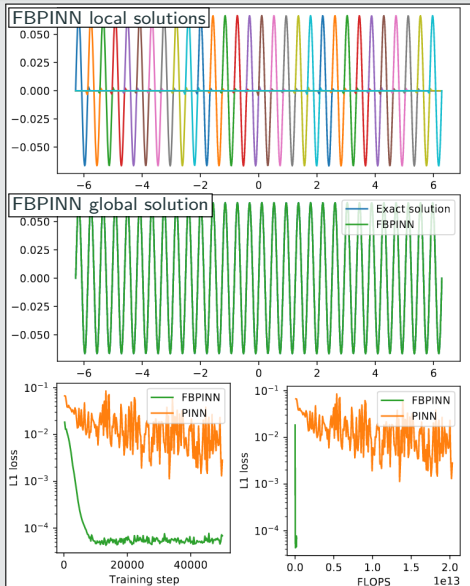 FBPINN local solutions
0.050
0.025
0.000
−0.025
−0.050
−6 −4 −2 0 2 4 6
FBPINN global solution
0.050
0.025
0.000
−0.025
−0.050
Exact solution
FBPINN
−6 −4 −2 0 2 4 6
L1 loss
10⁻¹
10⁻²
10⁻³
10⁻⁴
FBPINN
PINN
0 20000 40000
Training step
L1 loss
10⁻¹
10⁻²
10⁻³
10⁻⁴
FBPINN
PINN
0.0 0.5 1.0 1.5 2.0
FLOPS
1e13